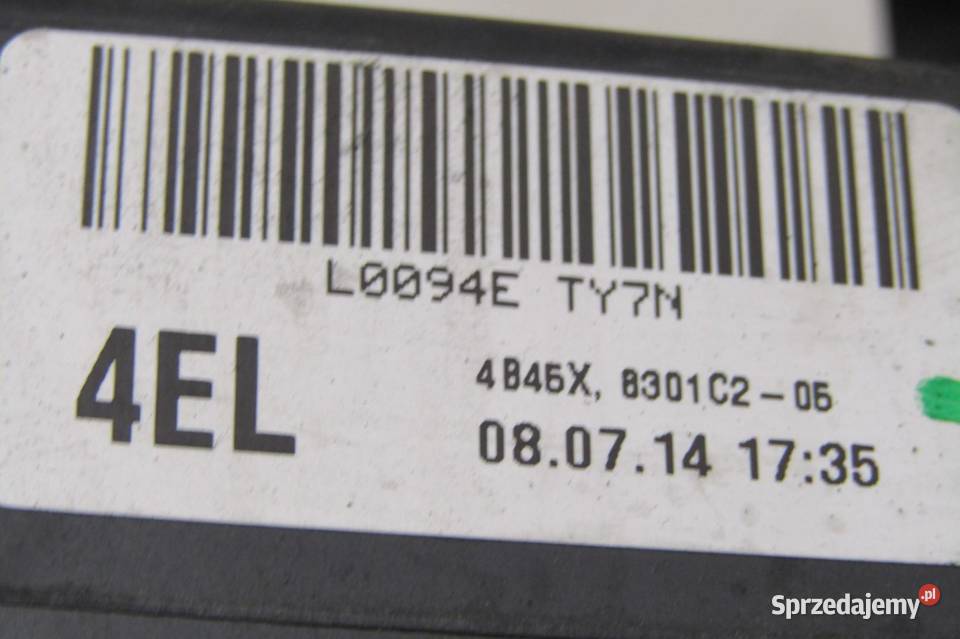 L0094E TY7N
4EL
4B45X, 8301C2-05
08.07.14 17:35
Sprzedajemy.pl